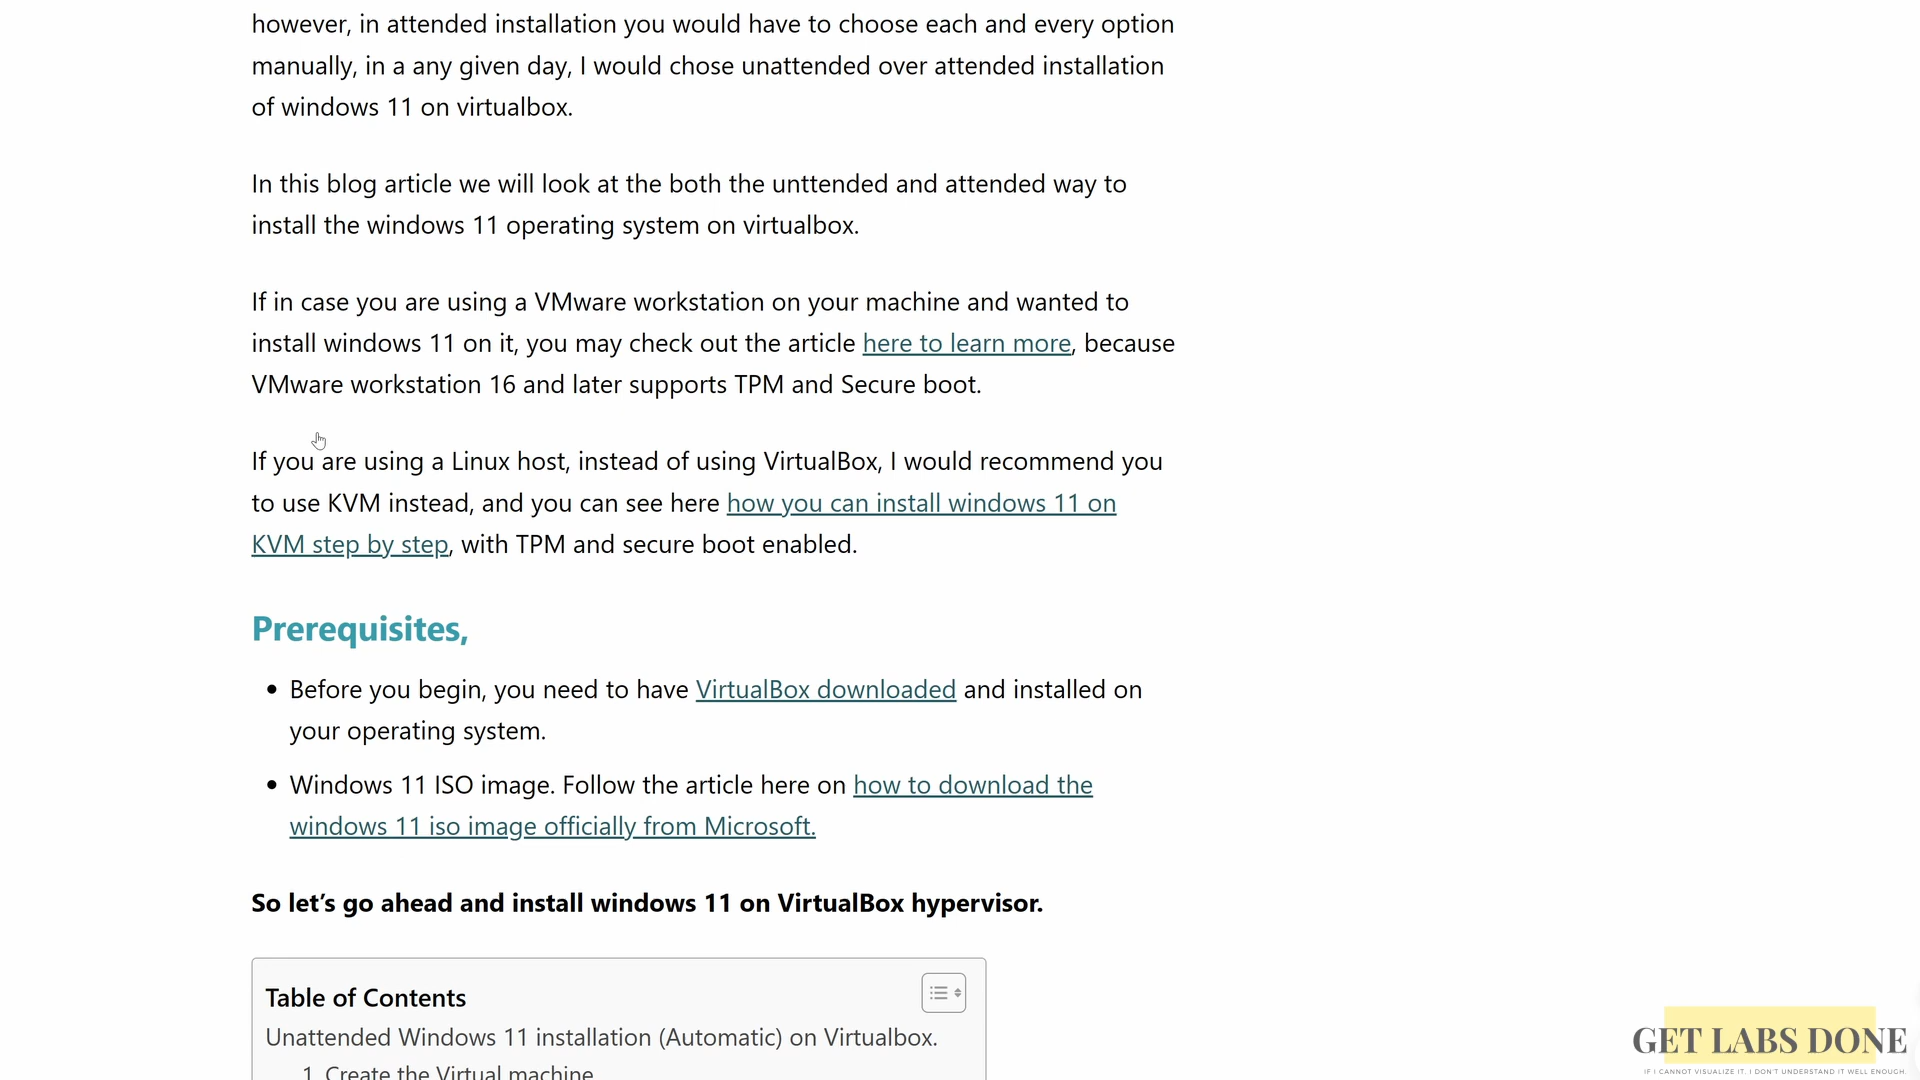 however, in attended installation you would have to choose each and every option
manually, in a any given day, I would chose unattended over attended installation
of windows 11 on virtualbox.
In this blog article we will look at the both the unttended and attended way to
install the windows 11 operating system on virtualbox.
If in case you are using a VMware workstation on your machine and wanted to
install windows 11 on it, you may check out the article here to learn more, because
VMware workstation 16 and later supports TPM and Secure boot.
If you are using a Linux host, instead of using VirtualBox, I would recommend you
to use KVM instead, and you can see here how you can install windows 11 on
KVM step by step, with TPM and secure boot enabled.
Prerequisites,
• Before you begin, you need to have VirtualBox downloaded and installed on
your operating system.
• Windows 11 ISO image. Follow the article here on how to download the
windows 11 iso image officially from Microsoft.
So let’s go ahead and install windows 11 on VirtualBox hypervisor.
Table of Contents
Unattended Windows 11 installation (Automatic) on Virtualbox.
1. Create the Virtual machine
GET LABS DONE
IF I CANNOT VISUALIZE IT, I DON'T UNDERSTAND IT WELL ENOUGH.